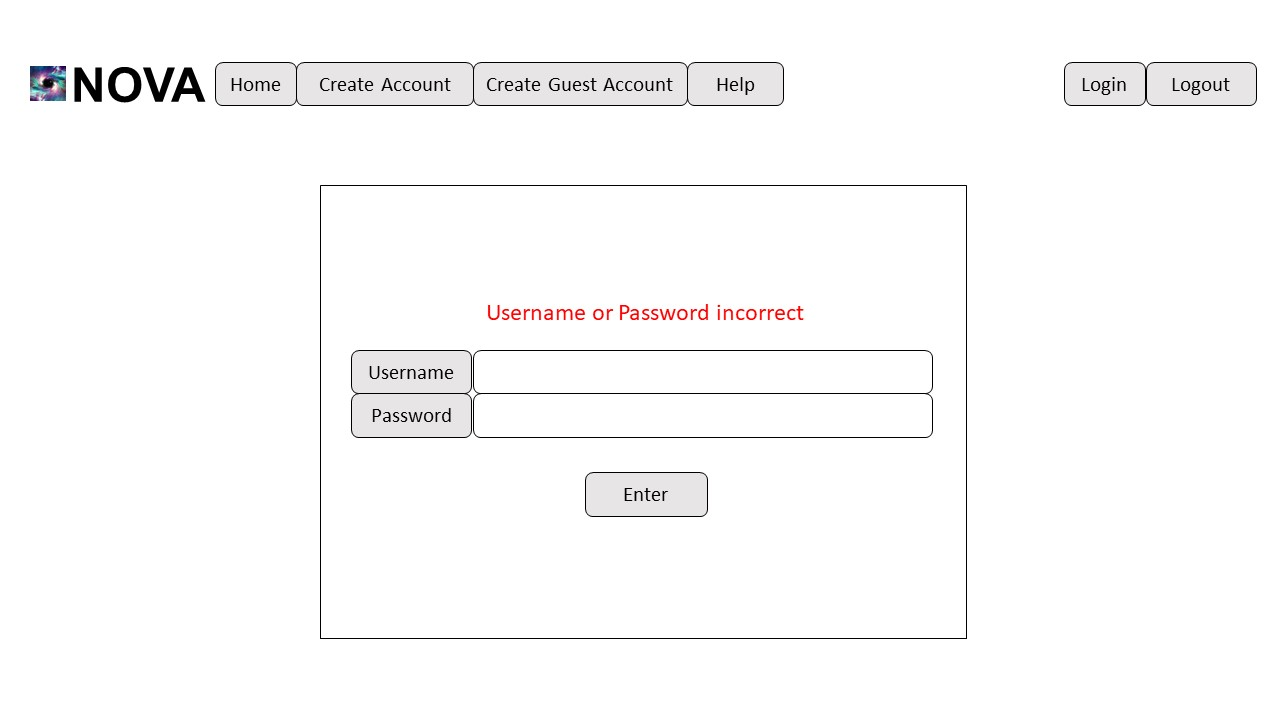 NOVA Home Create Account Create Guest Account Help Login Logout
Username or Password incorrect
Username
Password
Enter